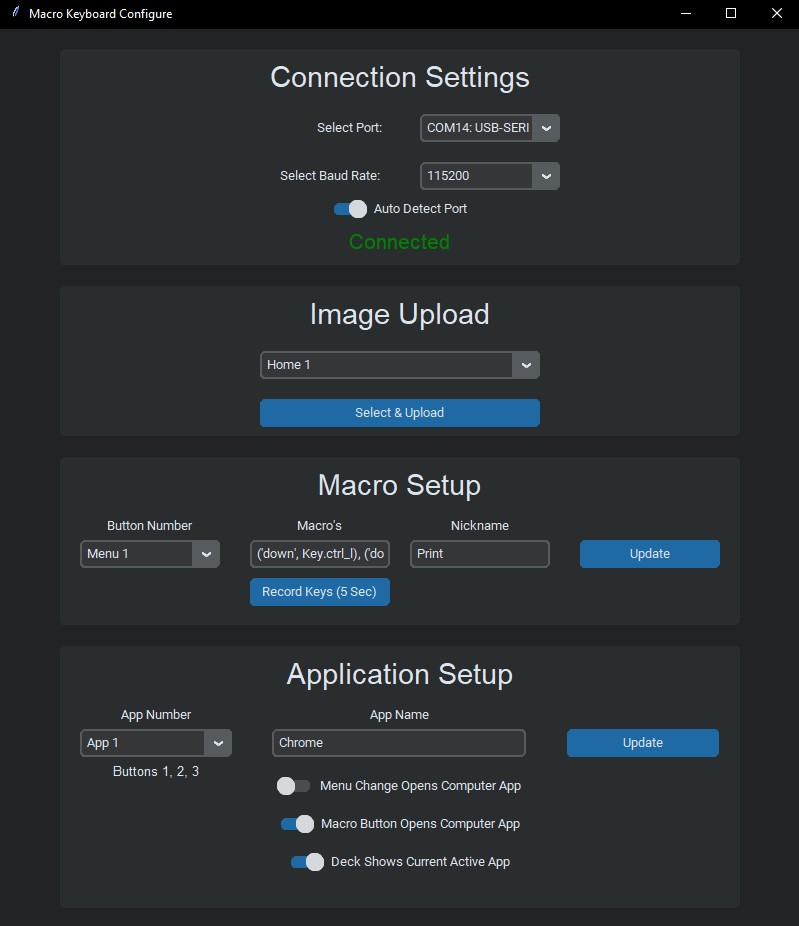 Macro Keyboard Configure
Connection Settings
Select Port: COM14: USB-SERI
Select Baud Rate: 115200
Auto Detect Port
Connected
Image Upload
Home 1
Select & Upload
Macro Setup
Button Number Macro's Nickname
Menu 1 ('down', Key.ctrl_l), ('do Print Update
Record Keys (5 Sec)
Application Setup
App Number App Name
App 1 Chrome Update
Buttons 1, 2, 3
Menu Change Opens Computer App
Macro Button Opens Computer App
Deck Shows Current Active App